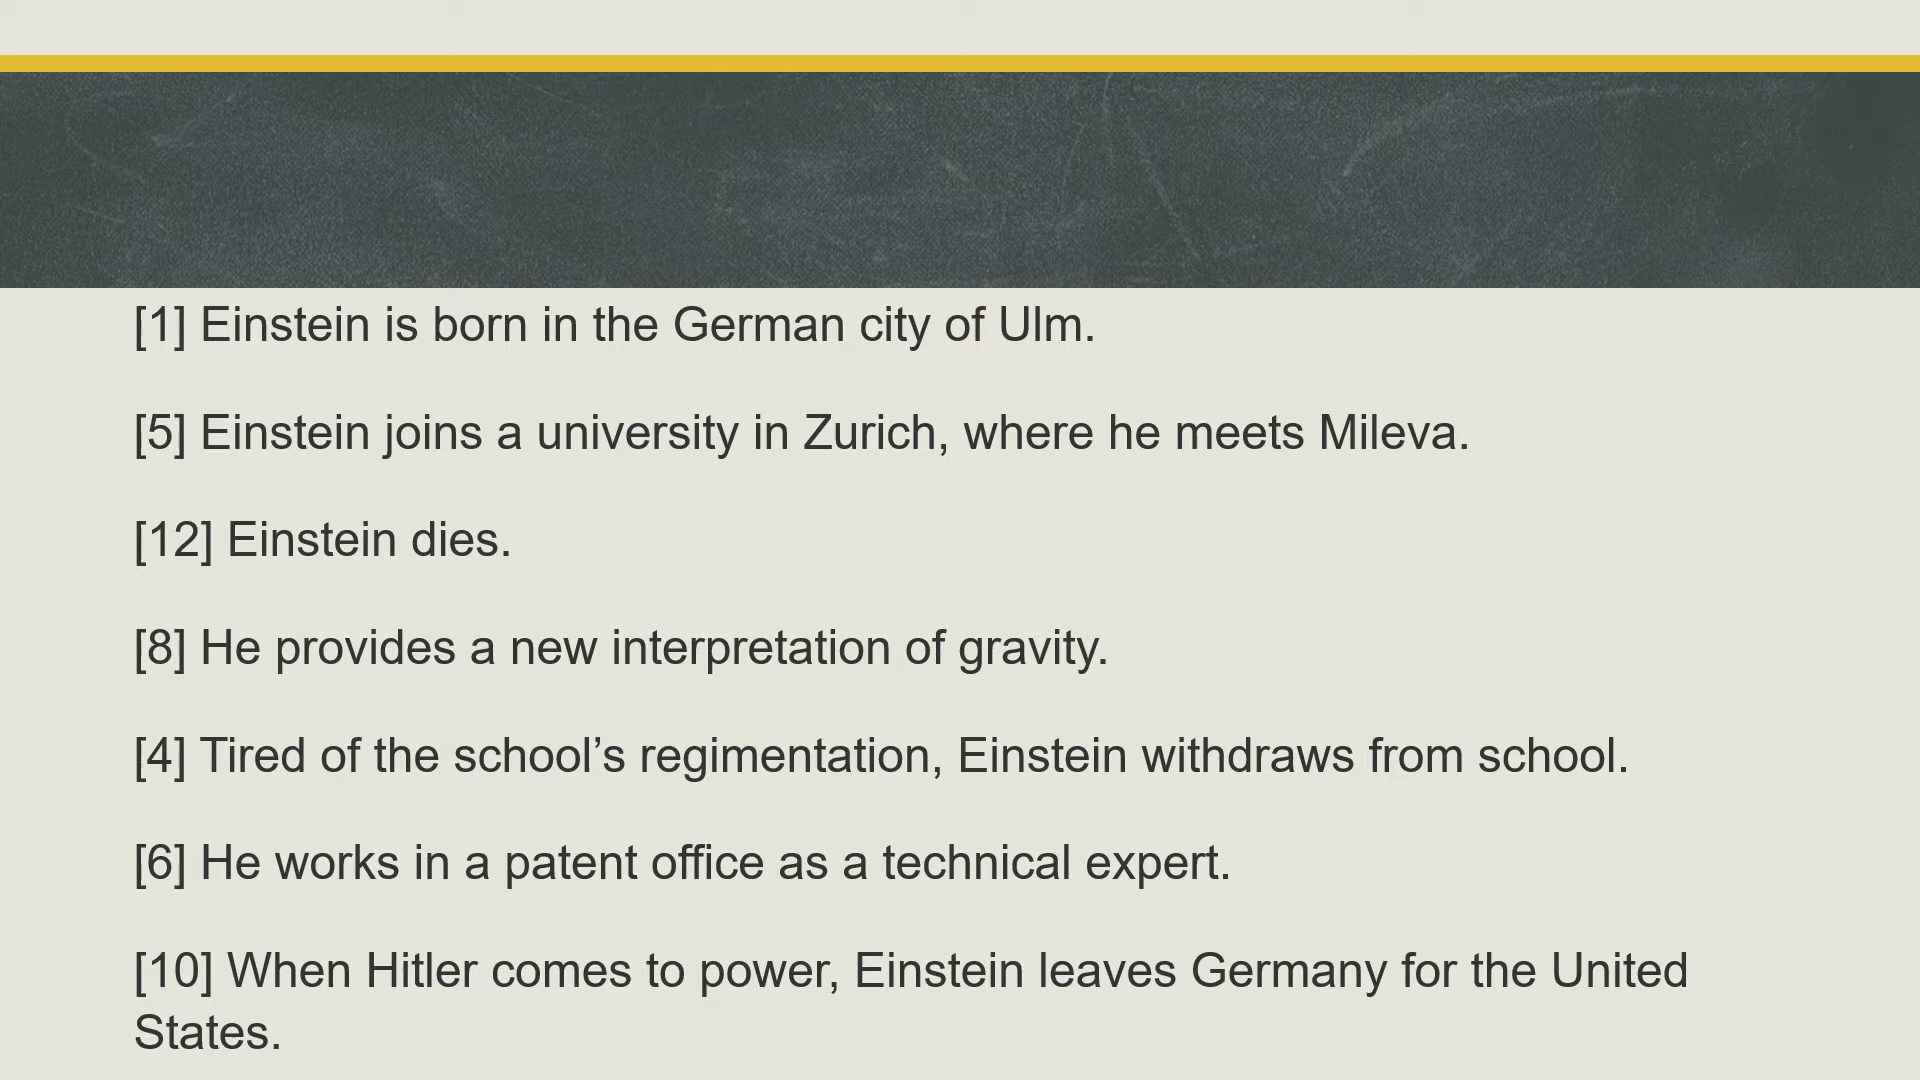 [1] Einstein is born in the German city of Ulm.
[5] Einstein joins a university in Zurich, where he meets Mileva.
[12] Einstein dies.
[8] He provides a new interpretation of gravity.
[4] Tired of the school’s regimentation, Einstein withdraws from school.
[6] He works in a patent office as a technical expert.
[10] When Hitler comes to power, Einstein leaves Germany for the United
States.